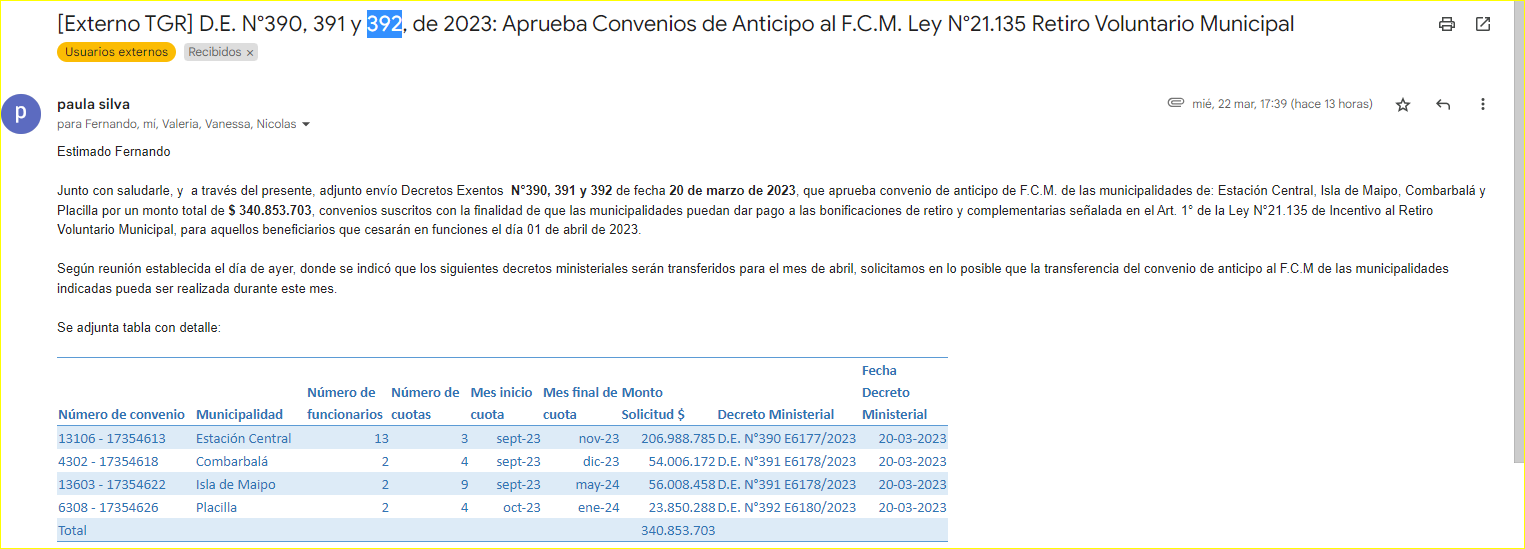 [Externo TGR] D.E. N°390, 391 y 392, de 2023: Aprueba Convenios de Anticipo al F.C.M. Ley N°21.135 Retiro Voluntario Municipal
Usuarios externos Recibidos ×
p
paula silva
mié, 22 mar, 17:39 (hace 13 horas)
para Fernando, mí, Valeria, Vanessa, Nicolas
Estimado Fernando
Junto con saludarle, y a través del presente, adjunto envío Decretos Exentos N°390, 391 y 392 de fecha 20 de marzo de 2023, que aprueba convenio de anticipo de F.C.M. de las municipalidades de: Estación Central, Isla de Maipo, Combarbalá y
Placilla por un monto total de $ 340.853.703, convenios suscritos con la finalidad de que las municipalidades puedan dar pago a las bonificaciones de retiro y complementarias señalada en el Art. 1° de la Ley N°21.135 de Incentivo al Retiro
Voluntario Municipal, para aquellos beneficiarios que cesarán en funciones el día 01 de abril de 2023.
Según reunión establecida el día de ayer, donde se indicó que los siguientes decretos ministeriales serán transferidos para el mes de abril, solicitamos en lo posible que la transferencia del convenio de anticipo al F.C.M de las municipalidades
indicadas pueda ser realizada durante este mes.
Se adjunta tabla con detalle:
Fecha
Número de Número de Mes inicio Mes final de Monto Decreto
Número de convenio Municipalidad funcionarios cuotas cuota cuota Solicitud $ Decreto Ministerial Ministerial
13106 - 17354613 Estación Central 13 3 sept-23 nov-23 206.988.785 D.E. N°390 E6177/2023 20-03-2023
4302 - 17354618 Combarbalá 2 4 sept-23 dic-23 54.006.172 D.E. N°391 E6178/2023 20-03-2023
13603 - 17354622 Isla de Maipo 2 9 sept-23 may-24 56.008.458 D.E. N°391 E6178/2023 20-03-2023
6308 - 17354626 Placilla 2 4 oct-23 ene-24 23.850.288 D.E. N°392 E6180/2023 20-03-2023
Total 340.853.703